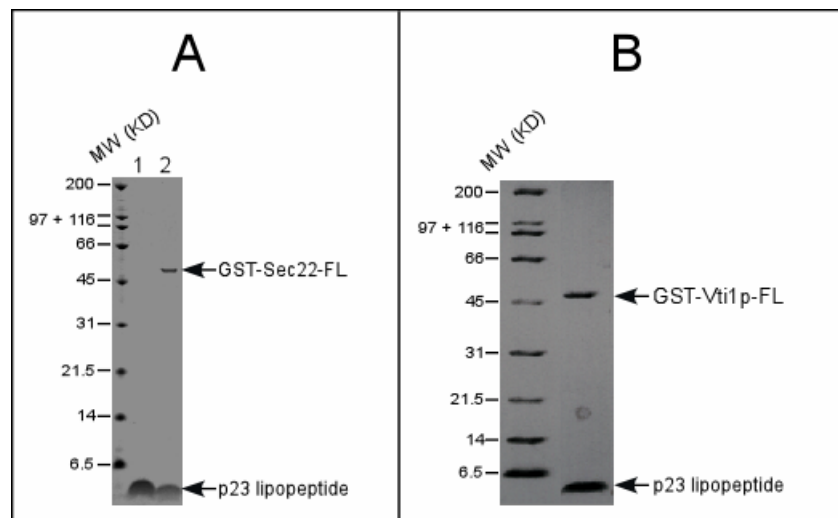 A
MW (KD)
1 2
200
97 + 116
66
45
31
21.5
14
6.5
GST-Sec22-FL
p23 lipopeptide
B
MW (KD)
200
97 + 116
66
45
31
21.5
14
6.5
GST-Vti1p-FL
p23 lipopeptide